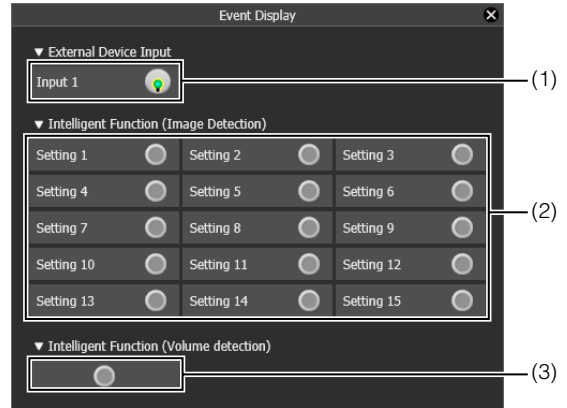 Event Display
▼ External Device Input
Input 1
(1)
▼ Intelligent Function (Image Detection)
Setting 1 Setting 2 Setting 3
Setting 4 Setting 5 Setting 6
(2)
Setting 7 Setting 8 Setting 9
Setting 10 Setting 11 Setting 12
Setting 13 Setting 14 Setting 15
▼ Intelligent Function (Volume detection)
(3)